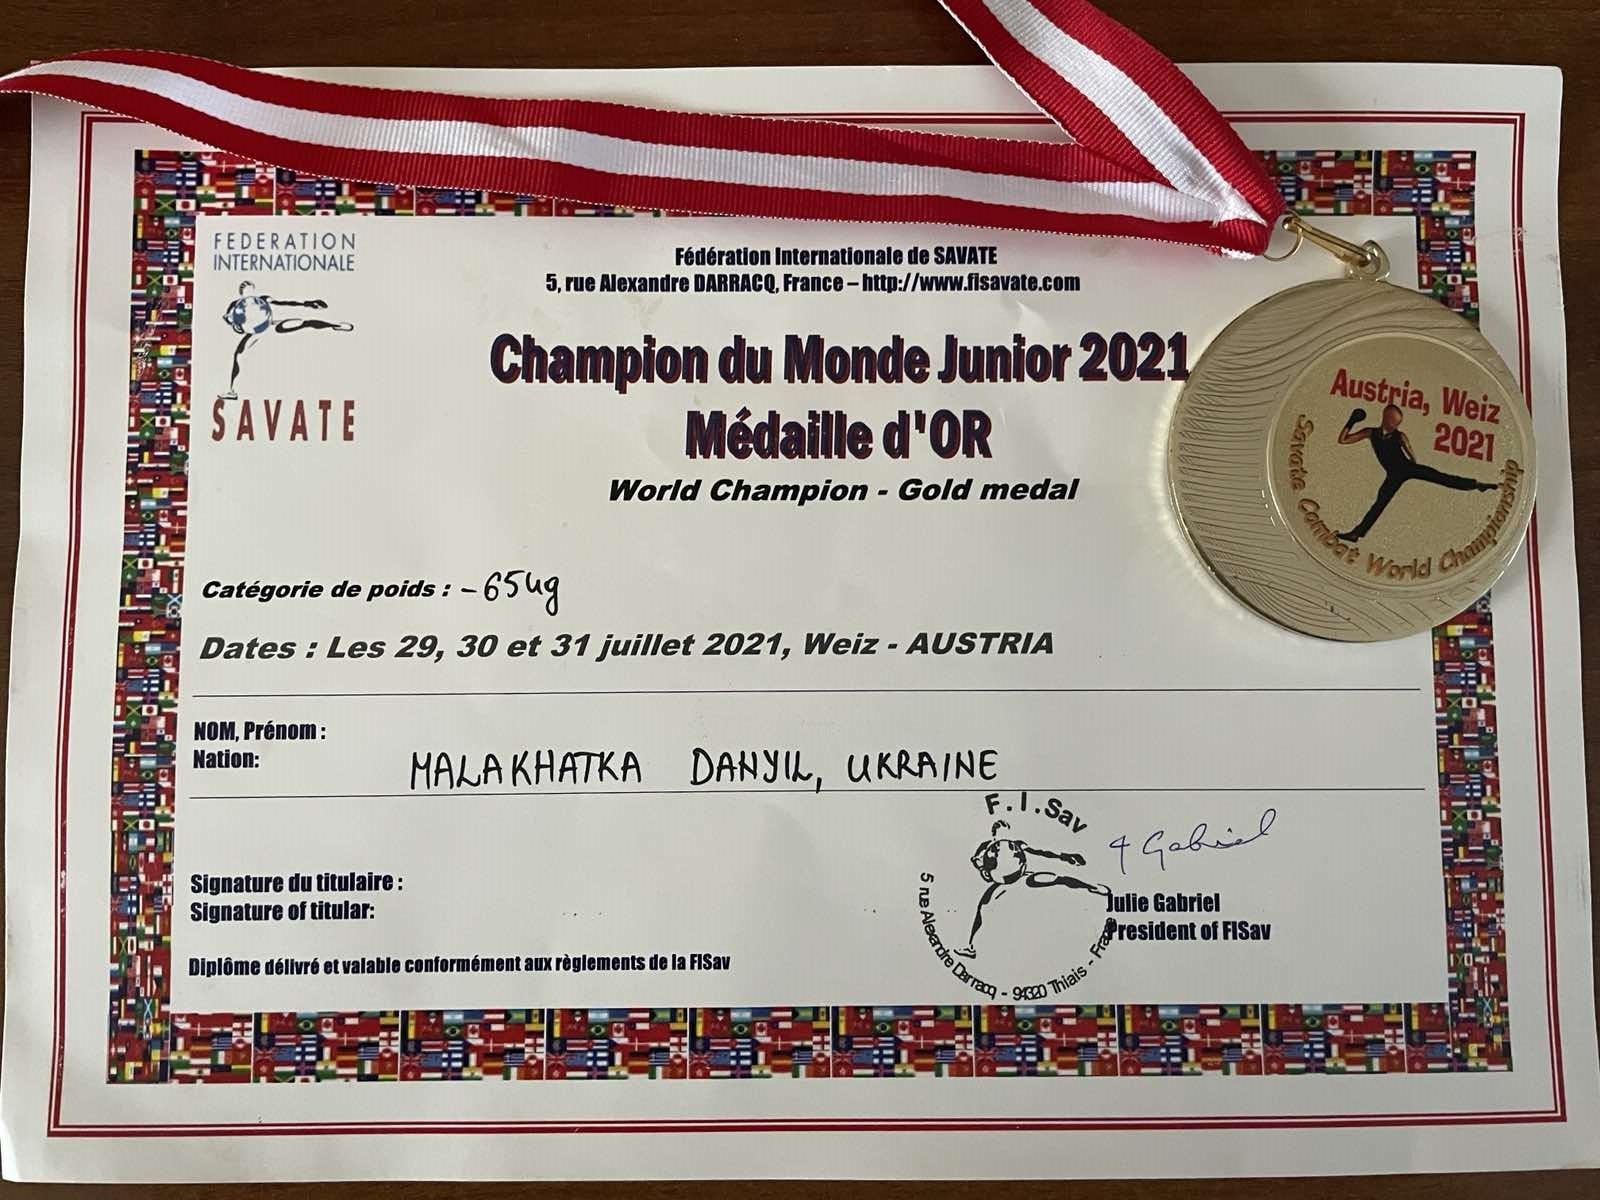 FEDERATION
INTERNATIONALE
SAVATE
Fédération Internationale de SAVATE
5, rue Alexandre DARRACQ, France – http://www.fisavate.com
Champion du Monde Junior 2021
Médaille d'OR
World Champion - Gold medal
Austria, Weiz
2021
Savate Combat World Championship
Catégorie de poids : -65kg
Dates : Les 29, 30 et 31 juillet 2021, Weiz - AUSTRIA
NOM, Prénom :
Nation:
MALAKHATKA DANYIL, UKRAINE
F.I.Sav
5 rue Alexandre Darracq - 94320 Thiais - France
Gabriel
Julie Gabriel
President of FISav
Signature du titulaire :
Signature of titular:
Diplôme délivré et valable conformément aux règlements de la FISav